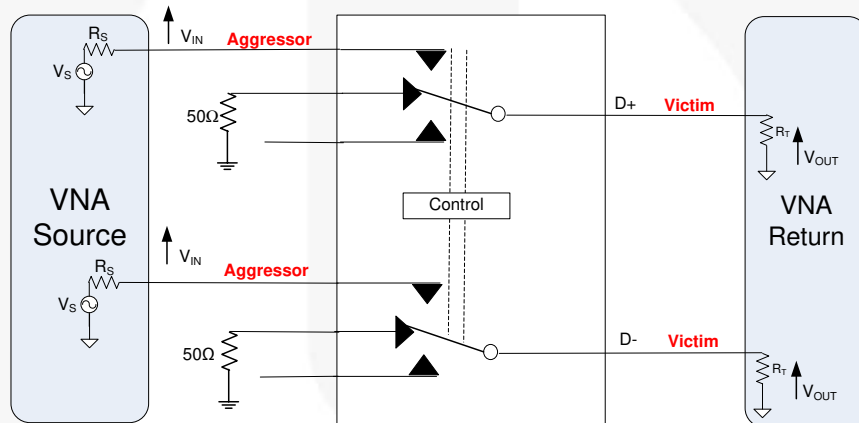 RS
VIN
Aggressor
VS
50Ω
D+
Victim
RT
VOUT
VNA
Source
Control
VNA
Return
VIN
RS
Aggressor
VS
50Ω
D-
Victim
RT
VOUT